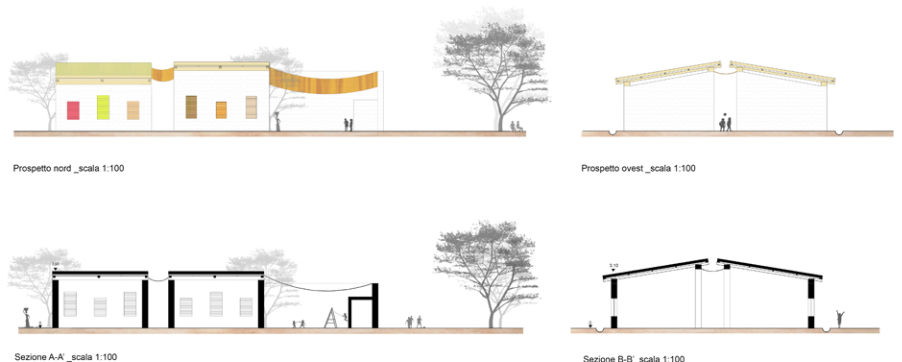 Prospetto nord _scala 1:100
Prospetto ovest _scala 1:100
Sezione A-A' _scala 1:100
Sezione B-B' _scala 1:100